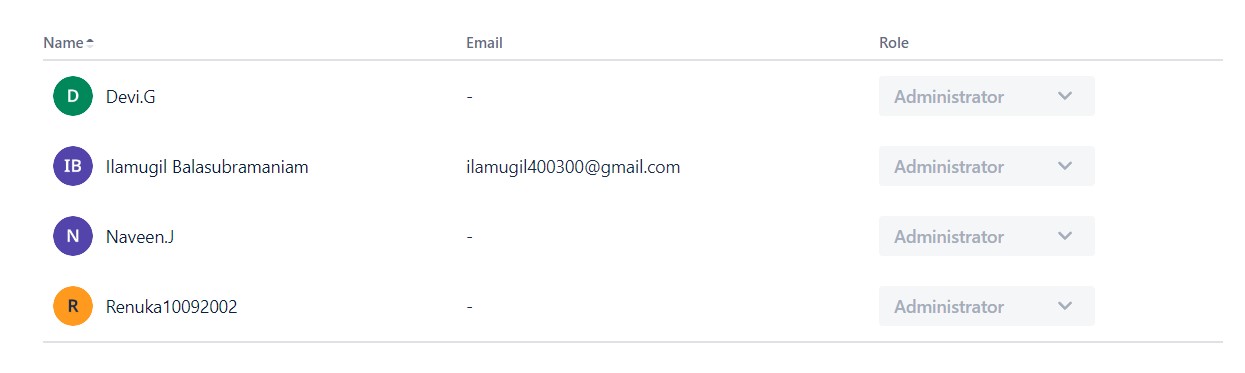 Name Email Role
D Devi.G - Administrator
IB Ilamugil Balasubramaniam ilamugil400300@gmail.com Administrator
N Naveen.J - Administrator
R Renuka10092002 - Administrator